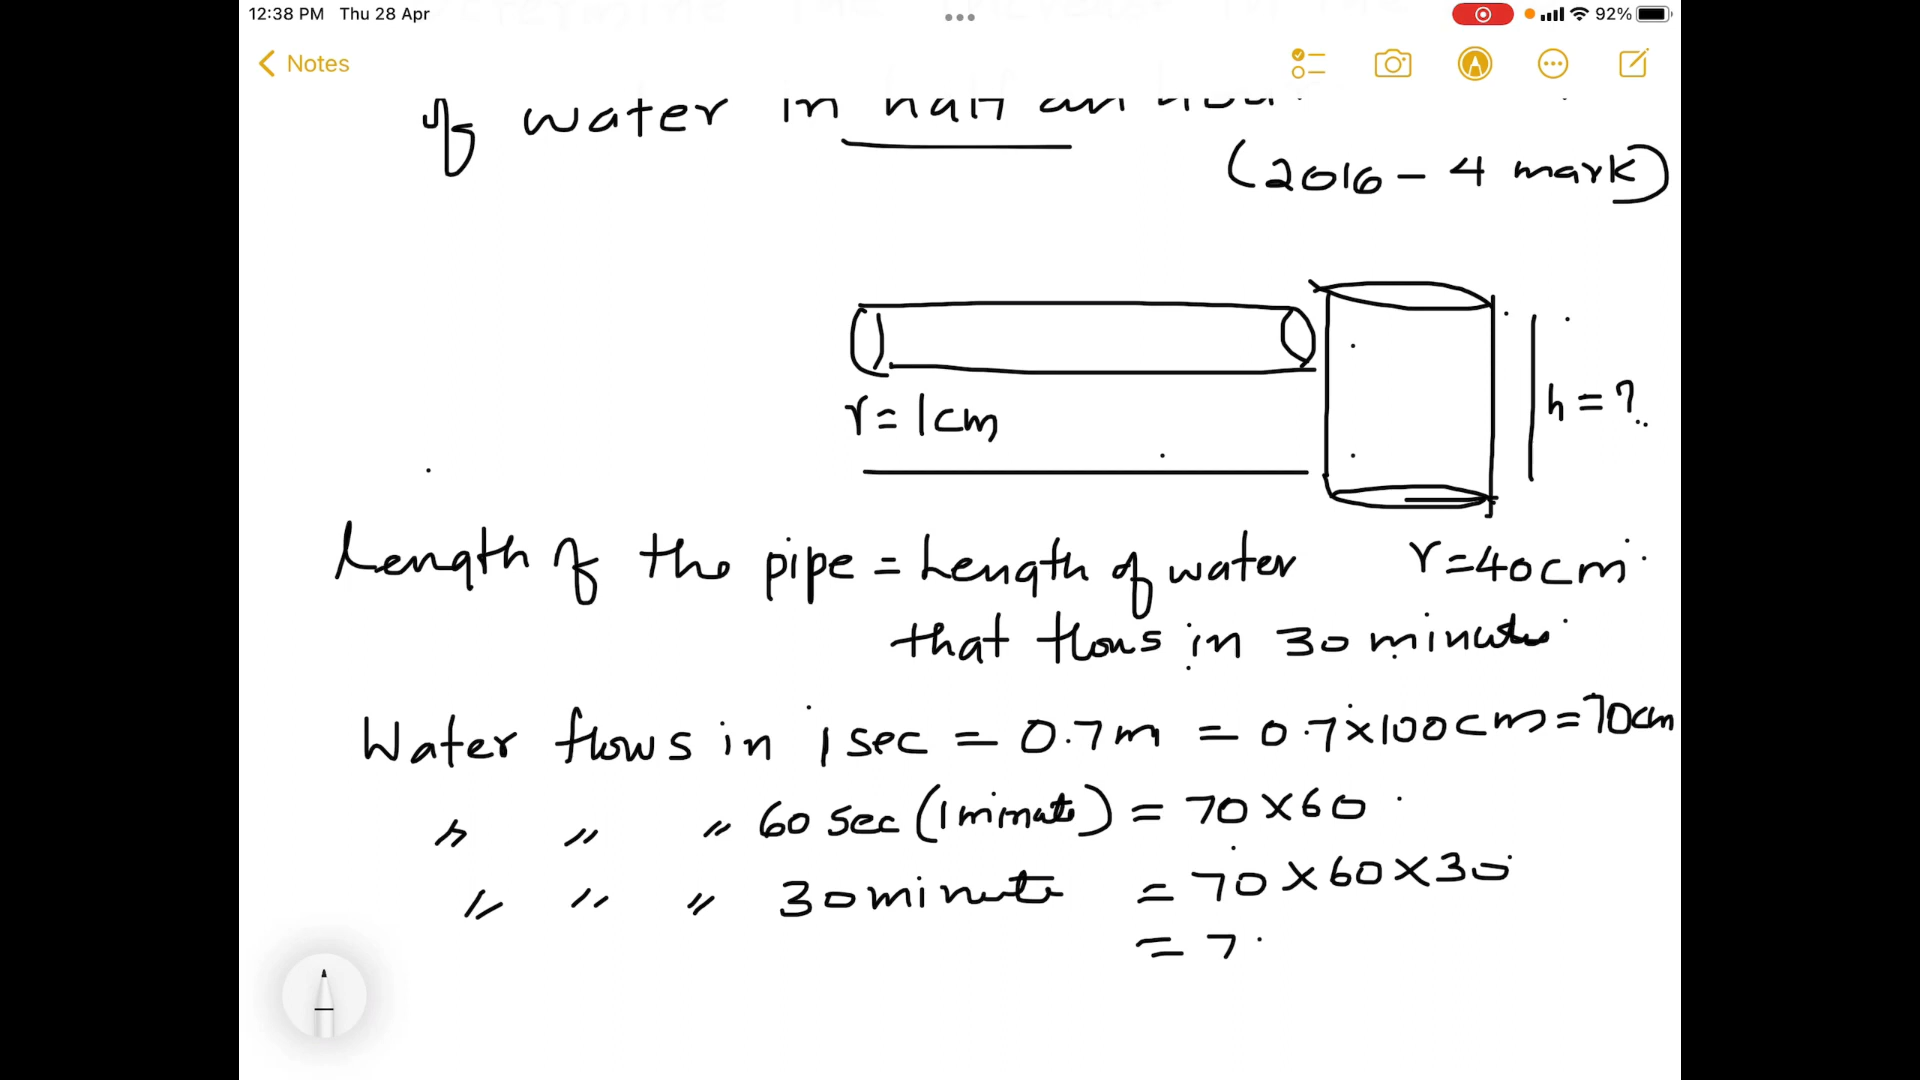 12:38 PM Thu 28 Apr
92%
Notes
of water in half an hour.
(2016 – 4 mark)
r = 1cm
h = ?
Length of the pipe = Length of water
r=40cm
that flows in 30 minutes
Water flows in 1 sec = 0.7m = 0.7×100cm = 70cm
" " " 60 sec (1 minute) = 70×60
" " " 30 minute = 70×60×30
= 7